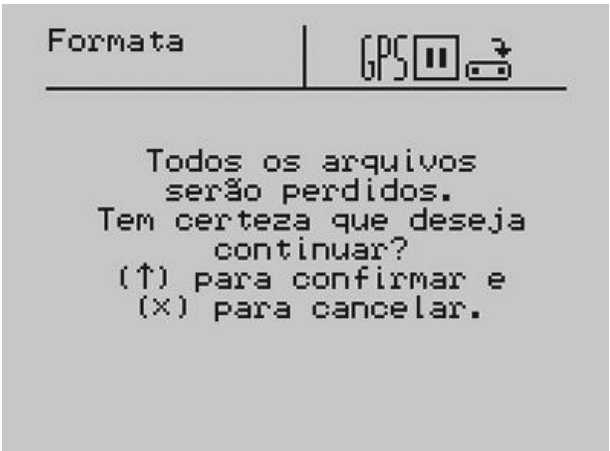 Formata
GPS
Todos os arquivos
serão perdidos.
Tem certeza que deseja
continuar?
(↑) para confirmar e
(×) para cancelar.